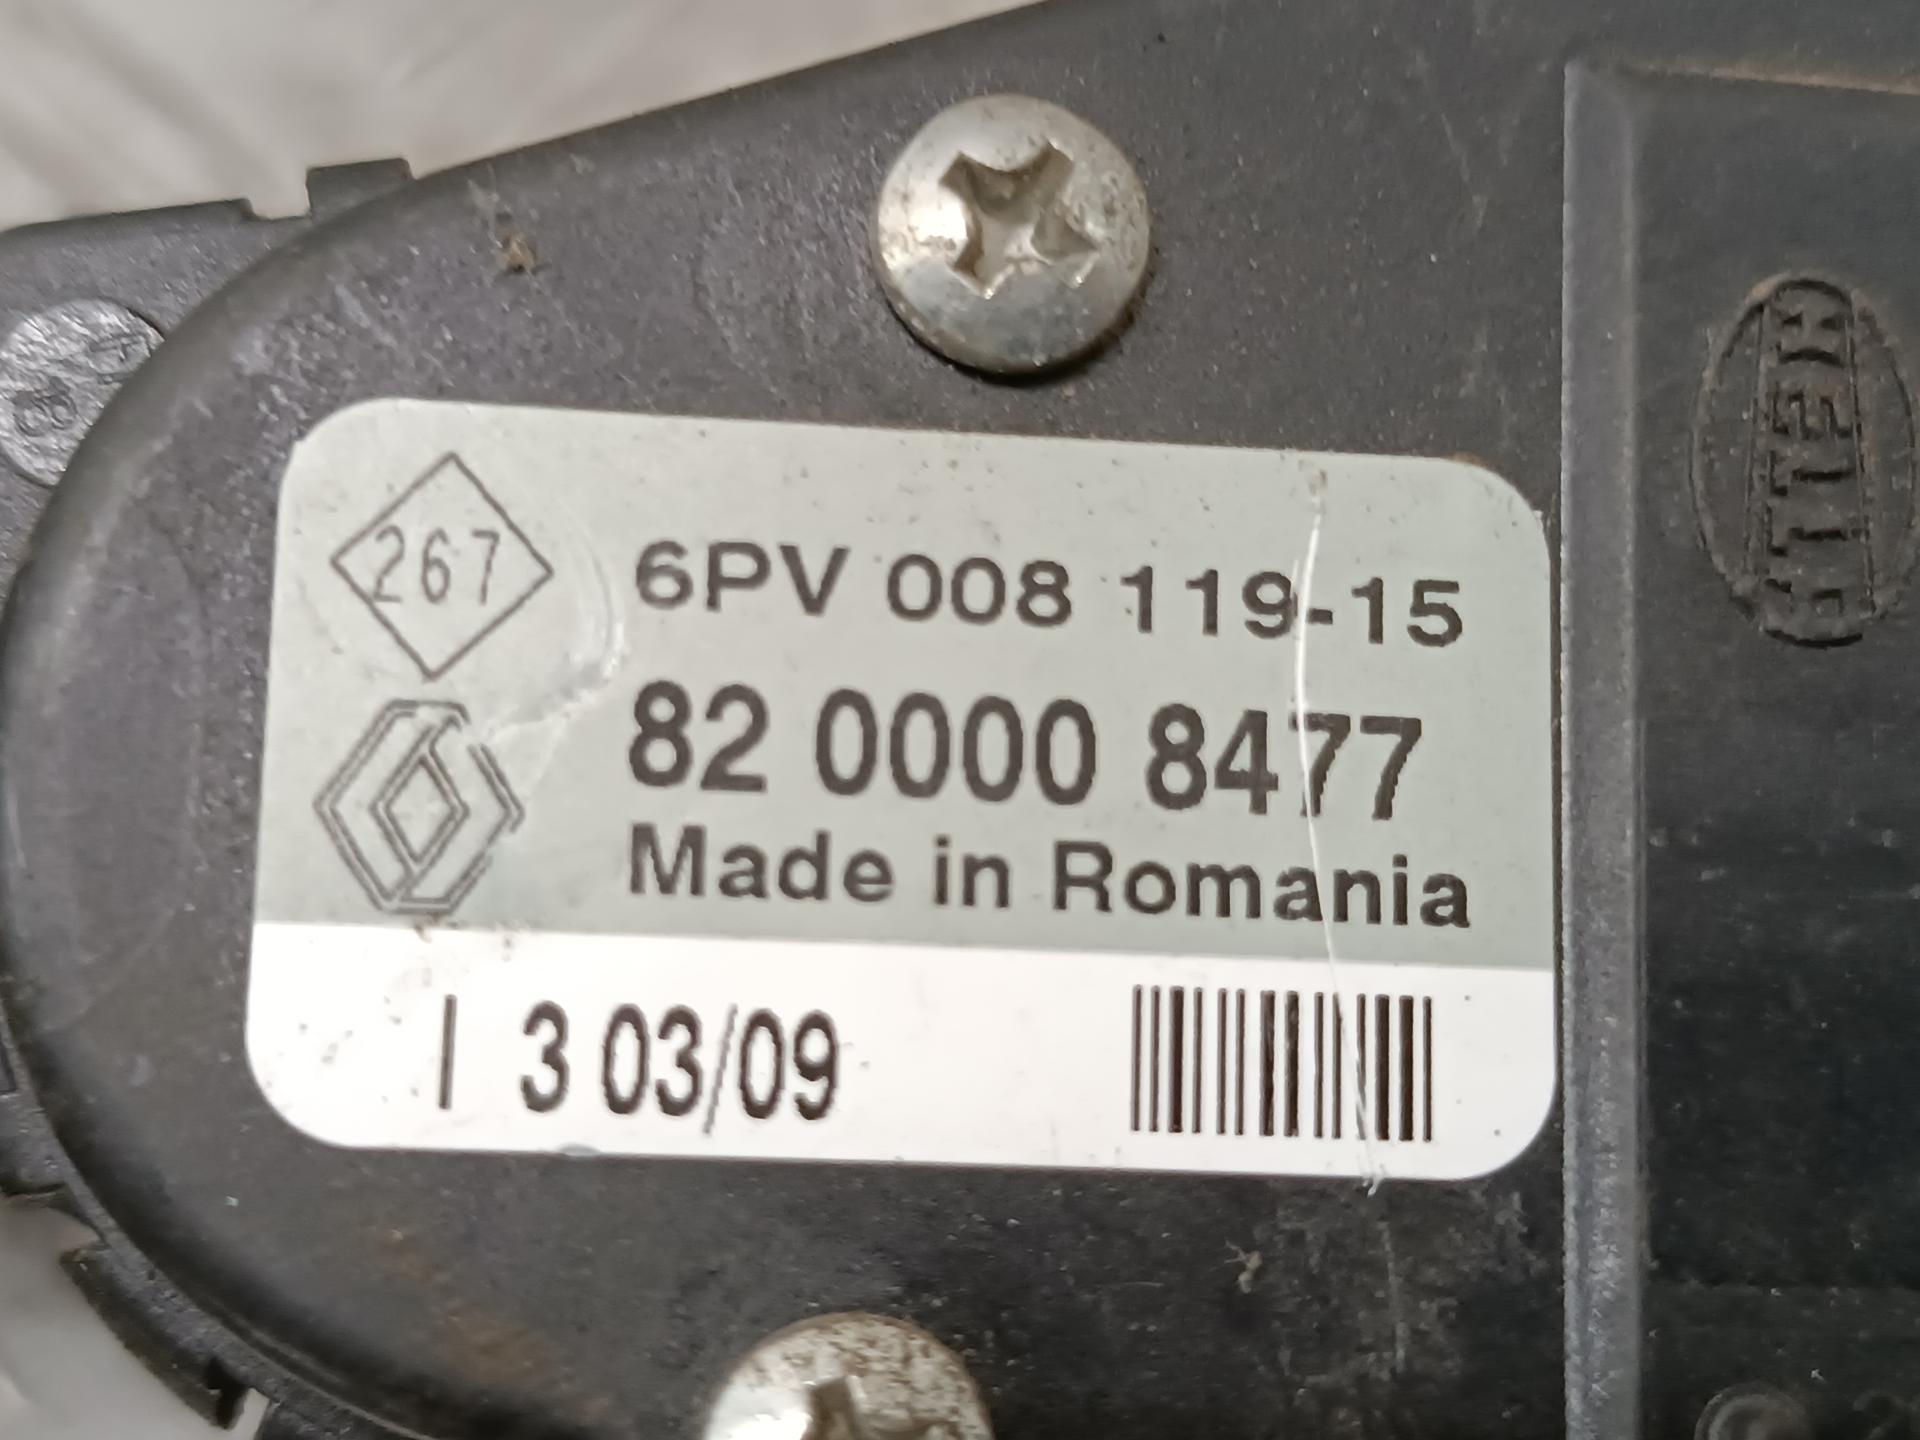 267
6PV 008 119-15
82 0000 8477
Made in Romania
I 3 03/09
HELLA